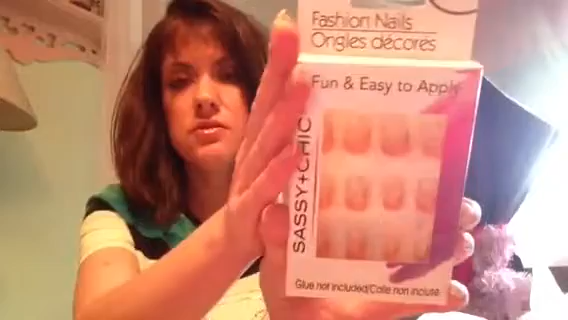 Fashion Nails
Ongles décorés
Fun & Easy to Apply
SASSY+CHIC
Glue not included/Colle non incluse